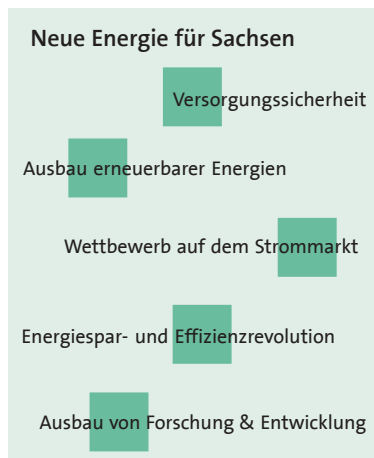 Neue Energie für Sachsen
Versorgungssicherheit
Ausbau erneuerbarer Energien
Wettbewerb auf dem Strommarkt
Energiespar- und Effizienzrevolution
Ausbau von Forschung & Entwicklung